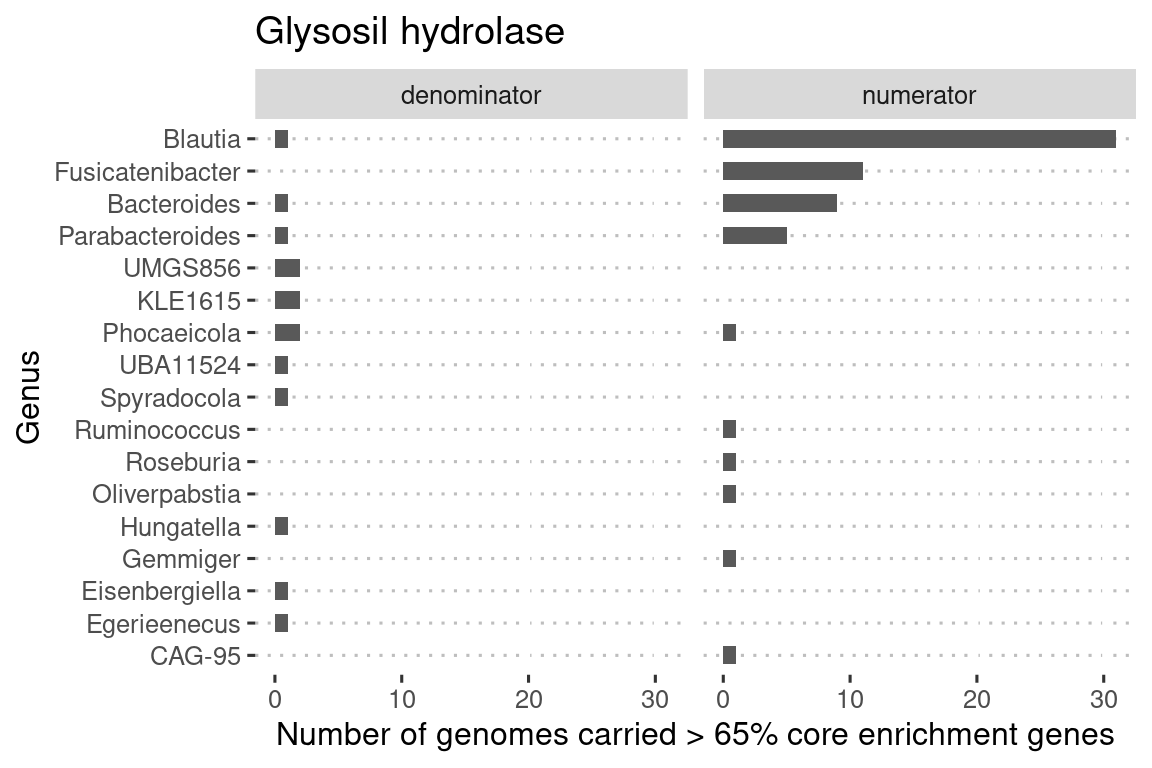 Glysosil hydrolase
denominator
numerator
Genus
Blautia
Fusicatenibacter
Bacteroides
Parabacteroides
UMGS856
KLE1615
Phocaeicola
UBA11524
Spyradocola
Ruminococcus
Roseburia
Oliverpabstia
Hungatella
Gemmiger
Eisenbergiella
Egerieenecus
CAG-95
0 10 20 30
0 10 20 30
Number of genomes carried > 65% core enrichment genes